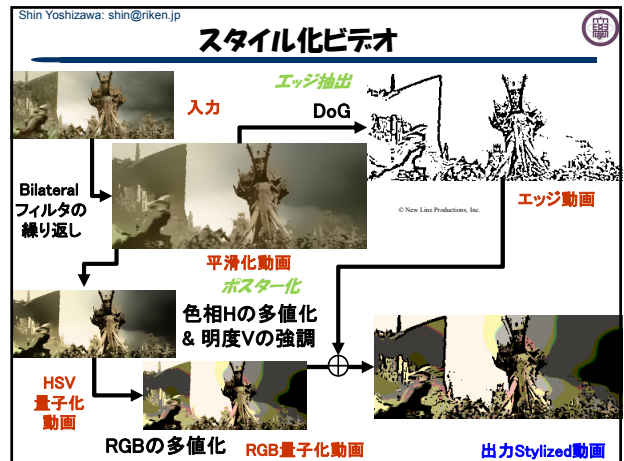 Shin Yoshizawa: shin@riken.jp
スタイル化ビデオ
入力
エッジ抽出
DoG
Bilateral
フィルタの
繰り返し
© New Line Productions, Inc.
エッジ動画
平滑化動画
ポスター化
色相Hの多値化
& 明度Vの強調
HSV
量子化
動画
RGBの多値化
RGB量子化動画
出力Stylized動画